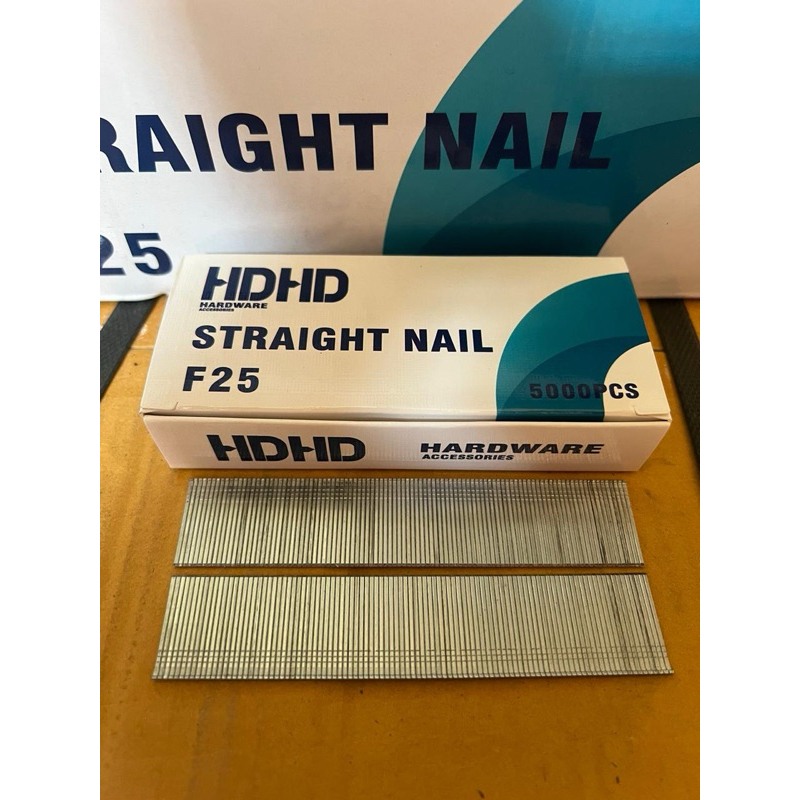 RAIGHT NAIL
25
HDHD
HARDWARE
ACCESSORIES
STRAIGHT NAIL
F25
5000PCS
HDHD
HARDWARE
ACCESSORIES